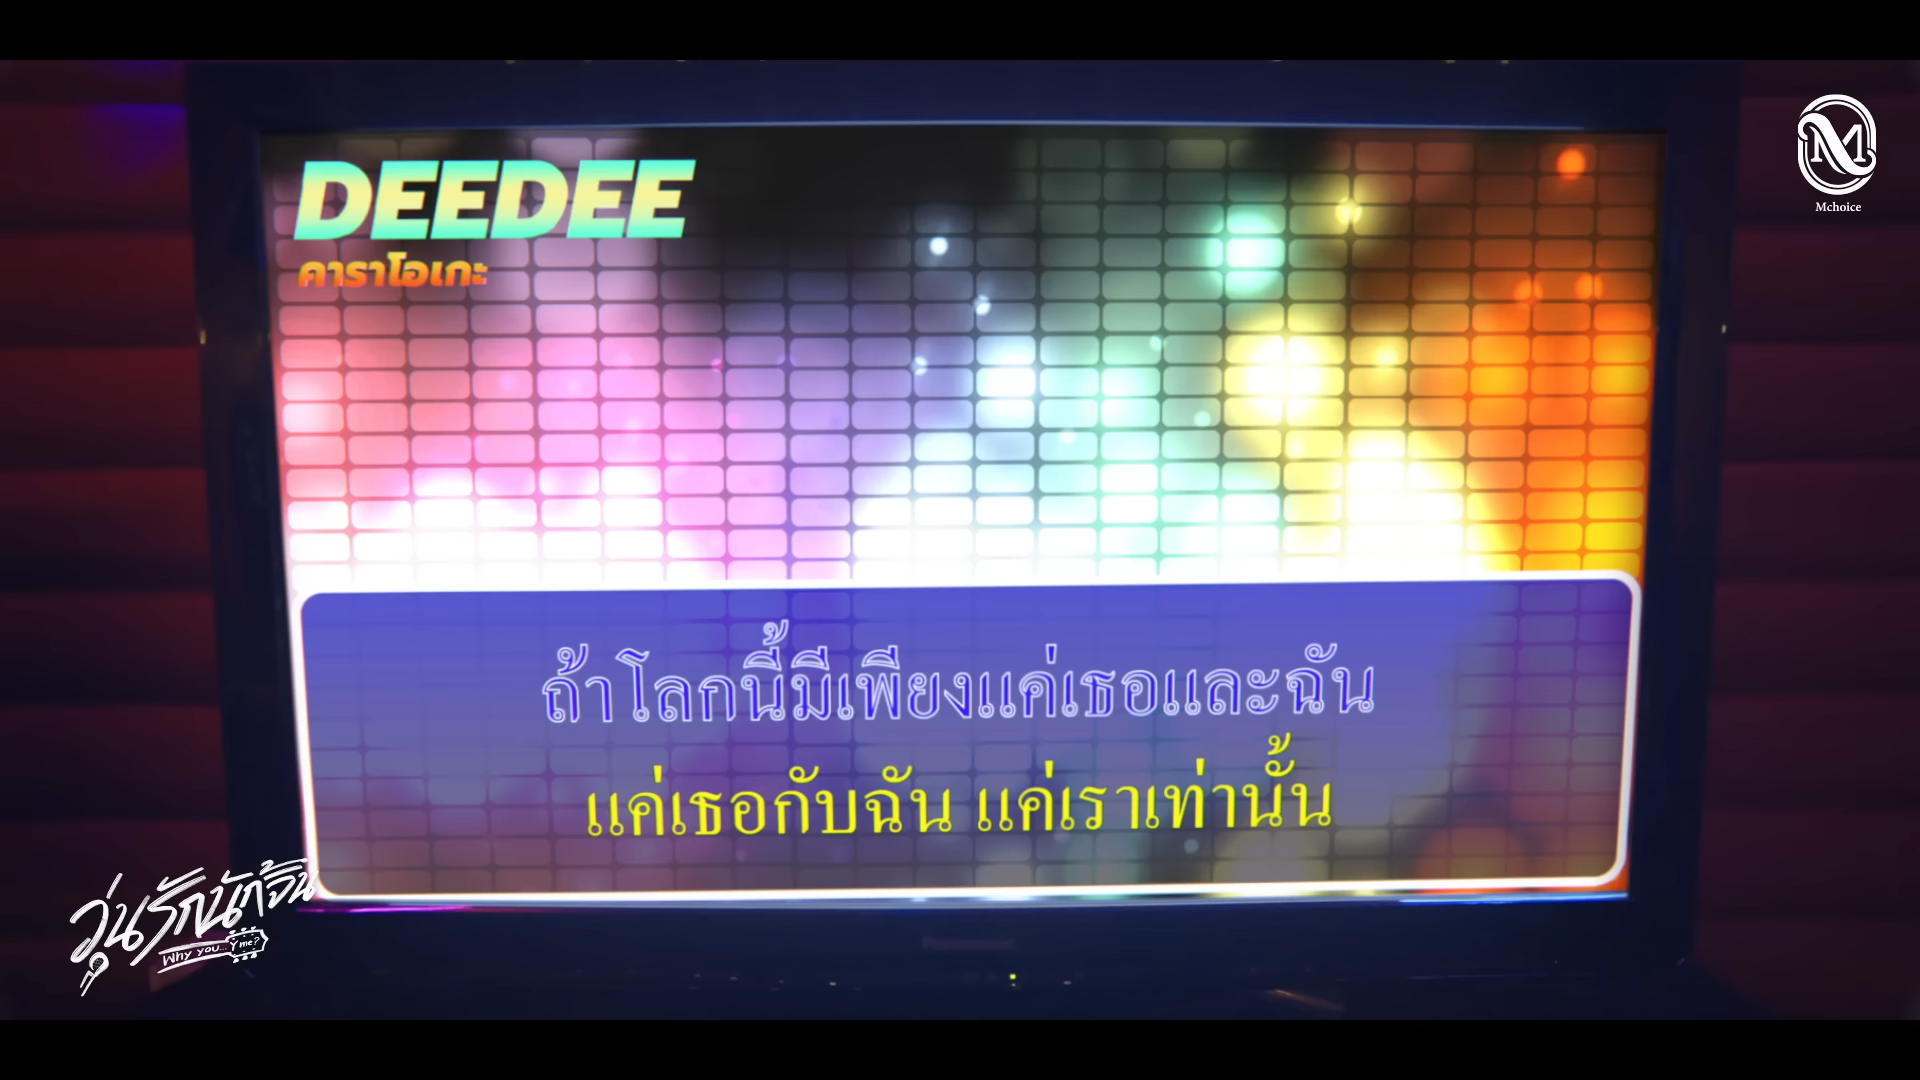 DEEDEE
คาราโอเกะ
M
Mchoice
ถ้าโลกนี้มีเพียงแค่เธอและฉัน
แค่เธอกับฉัน แค่เราเท่านั้น
วุ่นรักนักจิ้น
Why you... Y me?
Panasonic